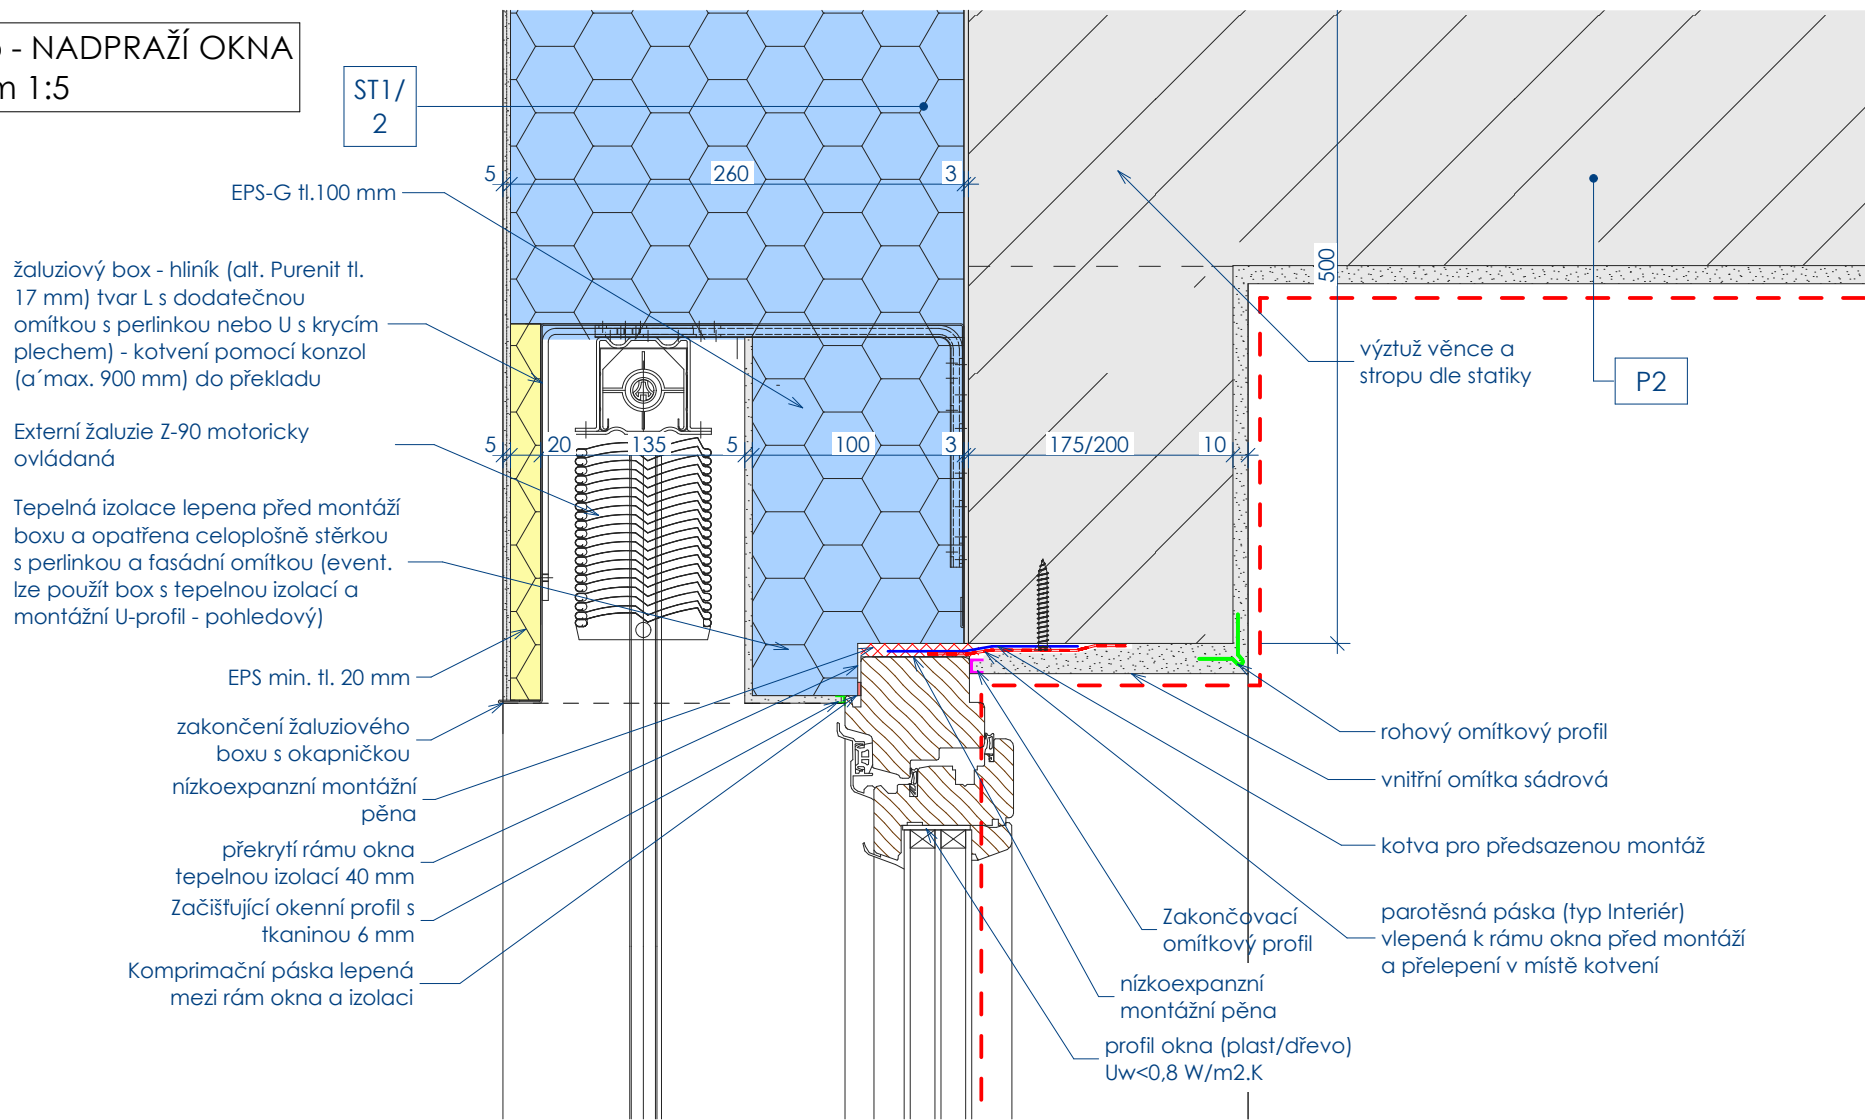 - NADPRAŽÍ OKNA
1:5
ST1/
2
5
260
3
EPS-G tl.100 mm
500
žaluziový box - hliník (alt. Purenit tl.
17 mm) tvar L s dodatečnou
omítkou s perlinkou nebo U s krycím
plechem) - kotvení pomocí konzol
(a´max. 900 mm) do překladu
výztuž věnce a
stropu dle statiky
P2
Externí žaluzie Z-90 motoricky
ovládaná
5
20
135
5
100
3
175/200
10
Tepelná izolace lepena před montáží
boxu a opatřena celoplošně stěrkou
s perlinkou a fasádní omítkou (event.
lze použít box s tepelnou izolací a
montážní U-profil - pohledový)
EPS min. tl. 20 mm
zakončení žaluziového
boxu s okapničkou
nízkoexpanzní montážní
pěna
překrytí rámu okna
tepelnou izolací 40 mm
Začišťující okenní profil s
tkaninou 6 mm
Komprimační páska lepená
mezi rám okna a izolaci
rohový omítkový profil
vnitřní omítka sádrová
kotva pro předsazenou montáž
parotěsná páska (typ Interiér)
vlepená k rámu okna před montáží
a přelepení v místě kotvení
Zakončovací
omítkový profil
nízkoexpanzní
montážní pěna
profil okna (plast/dřevo)
Uw<0,8 W/m2.K